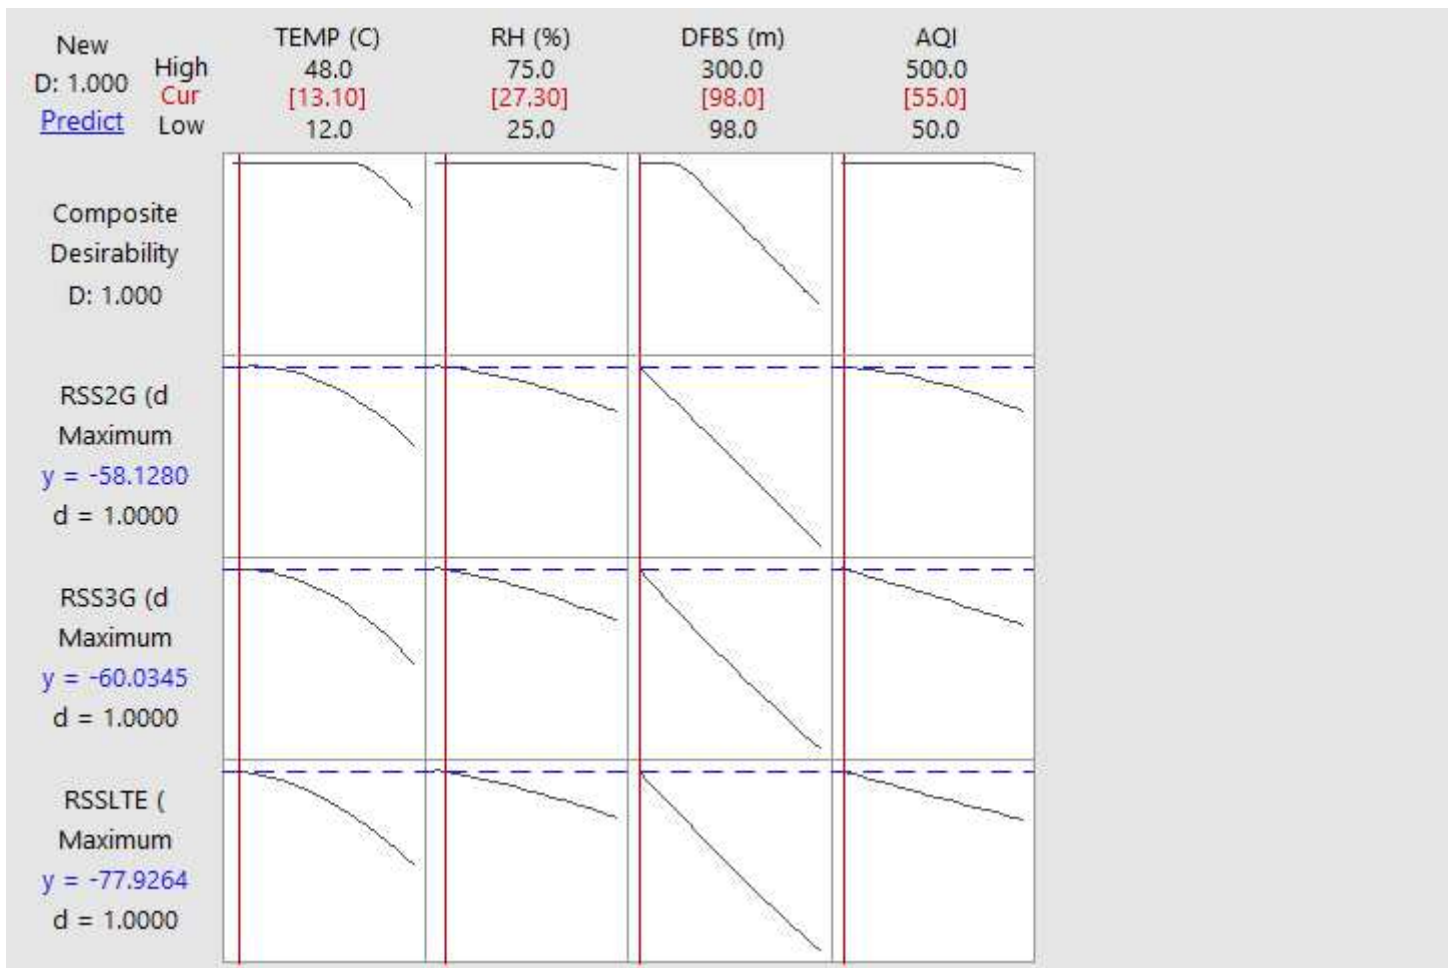 New
D: 1.000
Predict
High
Cur
Low
TEMP (C)
48.0
[13.10]
12.0
RH (%)
75.0
[27.30]
25.0
DFBS (m)
300.0
[98.0]
98.0
AQI
500.0
[55.0]
50.0
Composite
Desirability
D: 1.000
RSS2G (d
Maximum
y = -58.1280
d = 1.0000
RSS3G (d
Maximum
y = -60.0345
d = 1.0000
RSSLTE (
Maximum
y = -77.9264
d = 1.0000